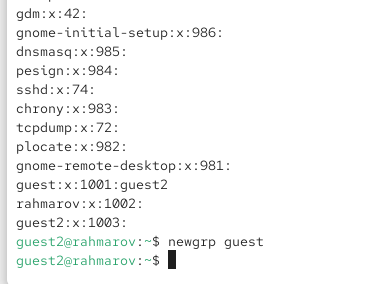 gdm:x:42:
gnome-initial-setup:x:986:
dnsmasq:x:985:
pesign:x:984:
sshd:x:74:
chrony:x:983:
tcpdump:x:72:
plocate:x:982:
gnome-remote-desktop:x:981:
guest:x:1001:guest2
rahmarov:x:1002:
guest2:x:1003:
guest2@rahmarov:~$ newgrp guest
guest2@rahmarov:~$